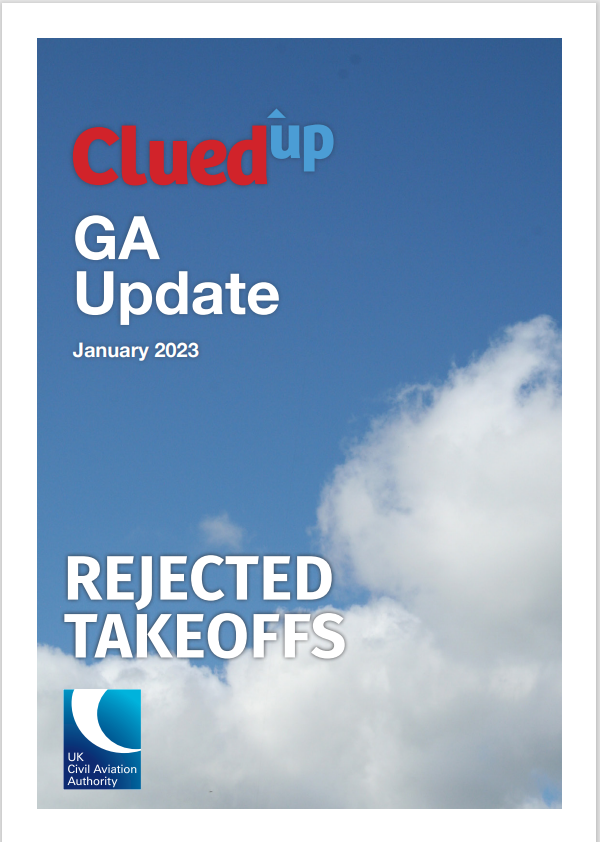 Clued up
GA
Update
January 2023
REJECTED
TAKEOFFS
UK
Civil Aviation
Authority